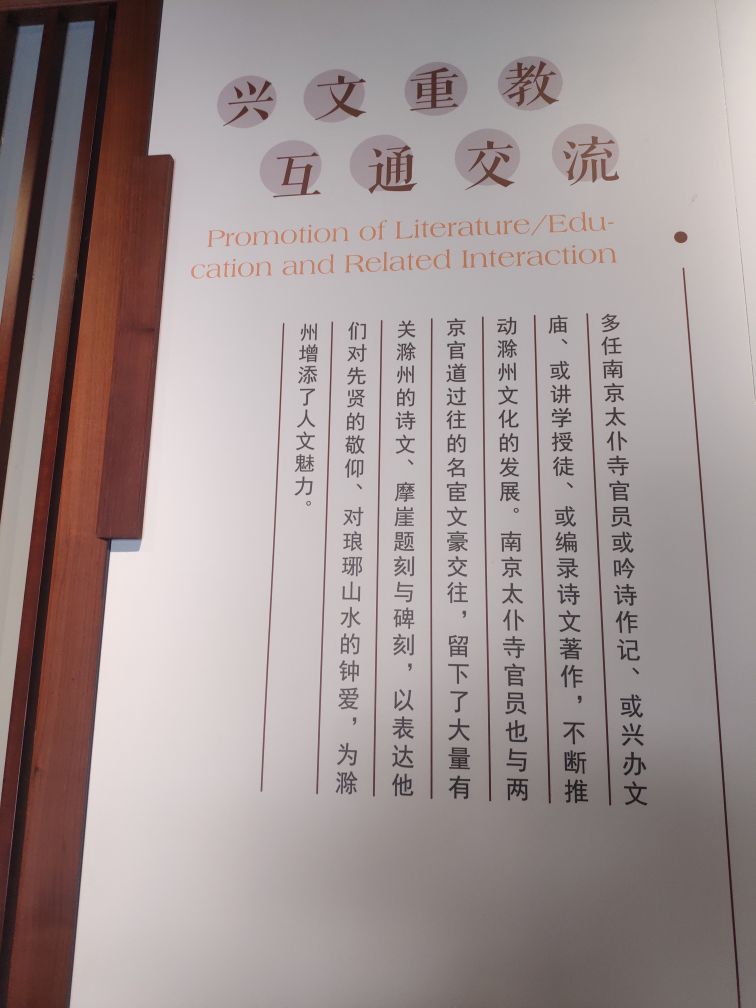 兴文重教
互通交流
Promotion of Literature/Edu-
cation and Related Interaction
多任南京太仆寺官员或吟诗作记、或兴办文
庙、或讲学授徒、或编录诗文著作，不断推
动滁州文化的发展。南京太仆寺官员也与两
京官道过往的名宦文豪交往，留下了大量有
关滁州的诗文、摩崖题刻与碑刻，以表达他
们对先贤的敬仰、对琅琊山水的钟爱，为滁
州增添了人文魅力。